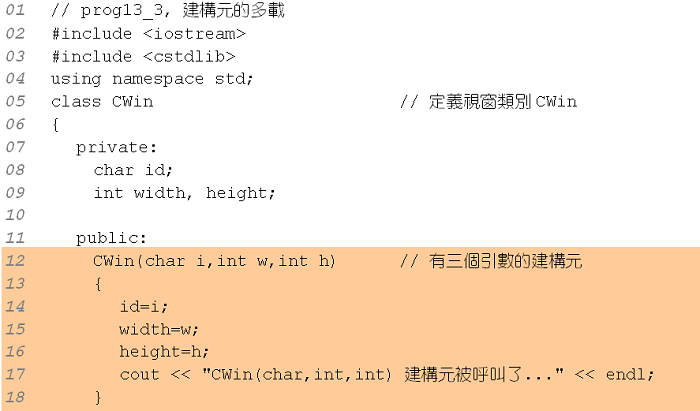 01 // prog13_3, 建構元的多載
02 #include <iostream>
03 #include <cstdlib>
04 using namespace std;
05 class CWin // 定義視窗類別 CWin
06 {
07 private:
08 char id;
09 int width, height;
10
11 public:
12 CWin(char i,int w,int h) // 有三個引數的建構元
13 {
14 id=i;
15 width=w;
16 height=h;
17 cout << "CWin(char,int,int) 建構元被呼叫了..." << endl;
18 }